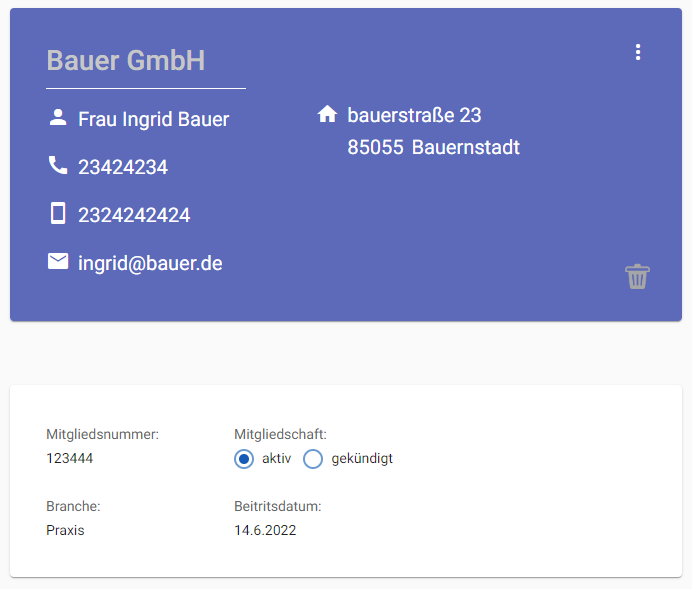 Bauer GmbH
Frau Ingrid Bauer
23424234
2324242424
ingrid@bauer.de
bauerstraße 23
85055 Bauernstadt
Mitgliedsnummer:
123444
Mitgliedschaft:
aktiv gekündigt
Branche:
Praxis
Beitritsdatum:
14.6.2022